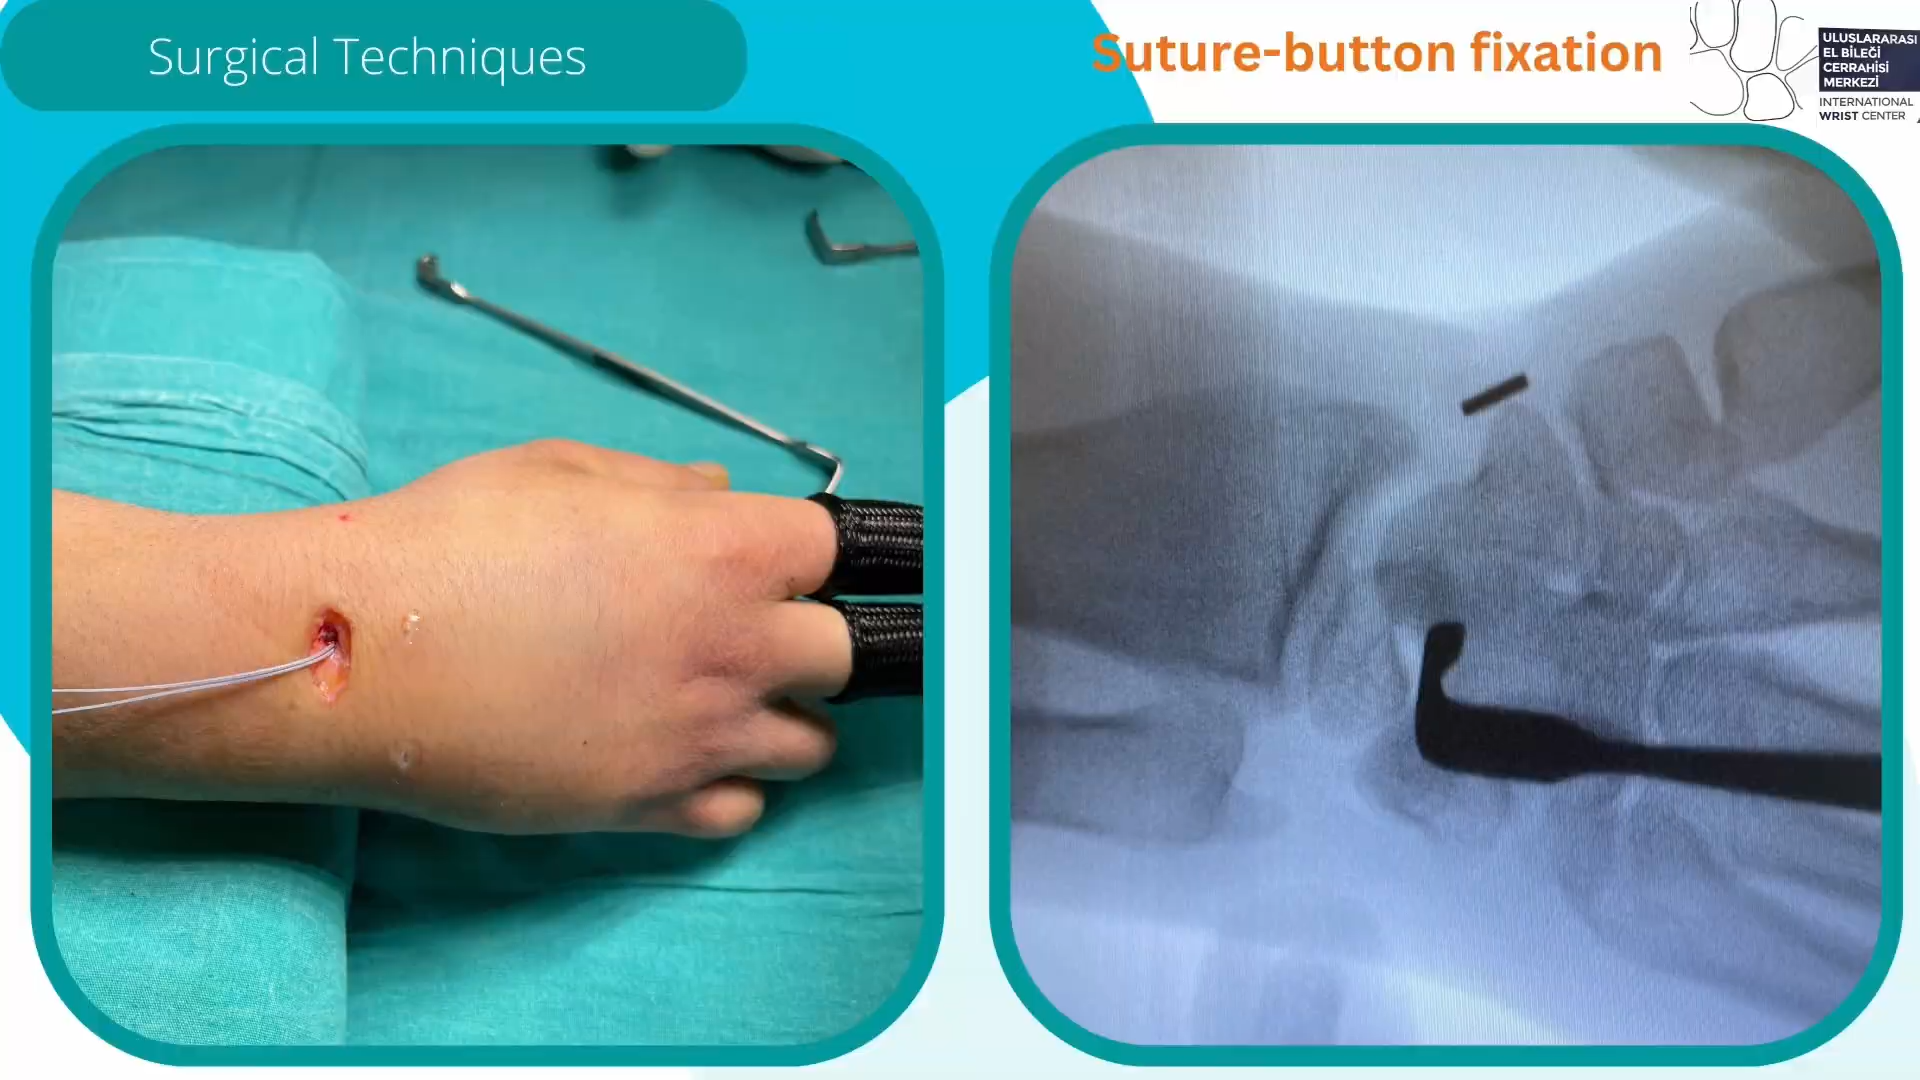 Surgical Techniques
Suture-button fixation
ULUSLARARASI
EL BİLEĞİ
CERRAHİSİ
MERKEZİ
INTERNATIONAL
WRIST CENTER